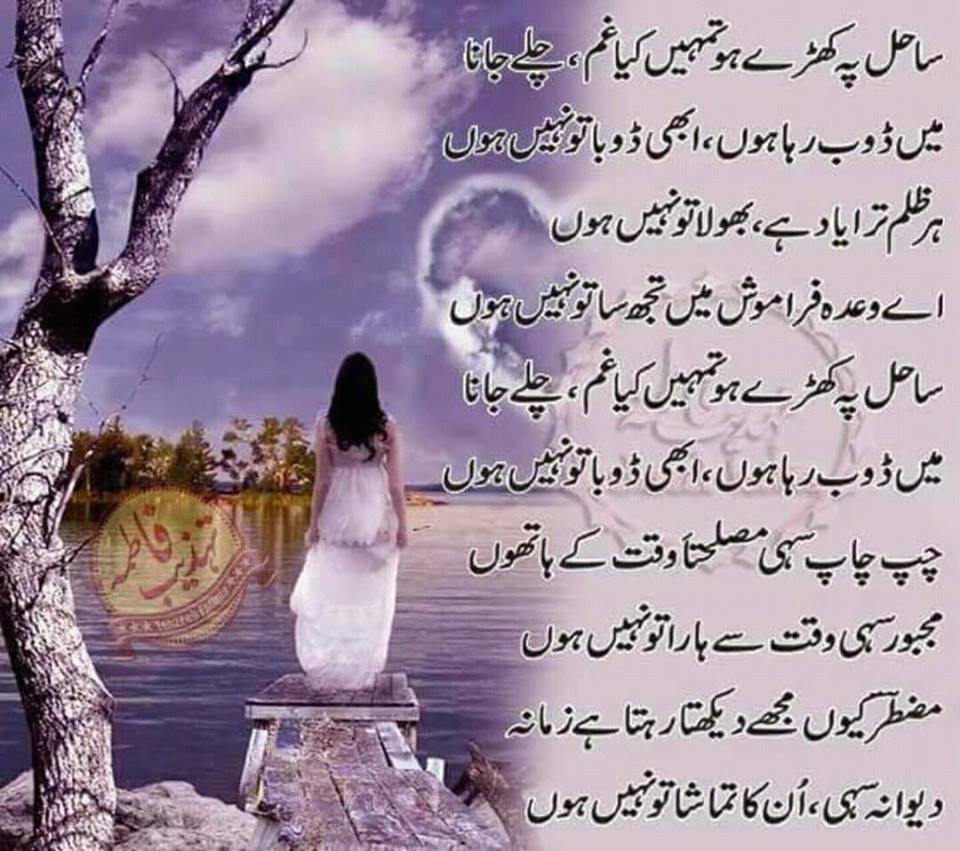 ساحل پہ کھڑے ہو تمہیں کیا غم، چلے جانا
میں ڈوب رہا ہوں، ابھی ڈوبا تو نہیں ہوں
ہر ظلم ترا یاد ہے، بھولا تو نہیں ہوں
اے وعدہ فراموش میں تجھ سا تو نہیں ہوں
ساحل پہ کھڑے ہو تمہیں کیا غم، چلے جانا
میں ڈوب رہا ہوں، ابھی ڈوبا تو نہیں ہوں
چپ چاپ سہی مصلحتاً وقت کے ہاتھوں
مجبور سہی وقت سے ہارا تو نہیں ہوں
مضطرؔ کیوں مجھے دیکھتا رہتا ہے زمانہ
دیوانہ سہی، اُن کا تماشا تو نہیں ہوں
تہذیب فاطمہ
Tehzeeb Fatima